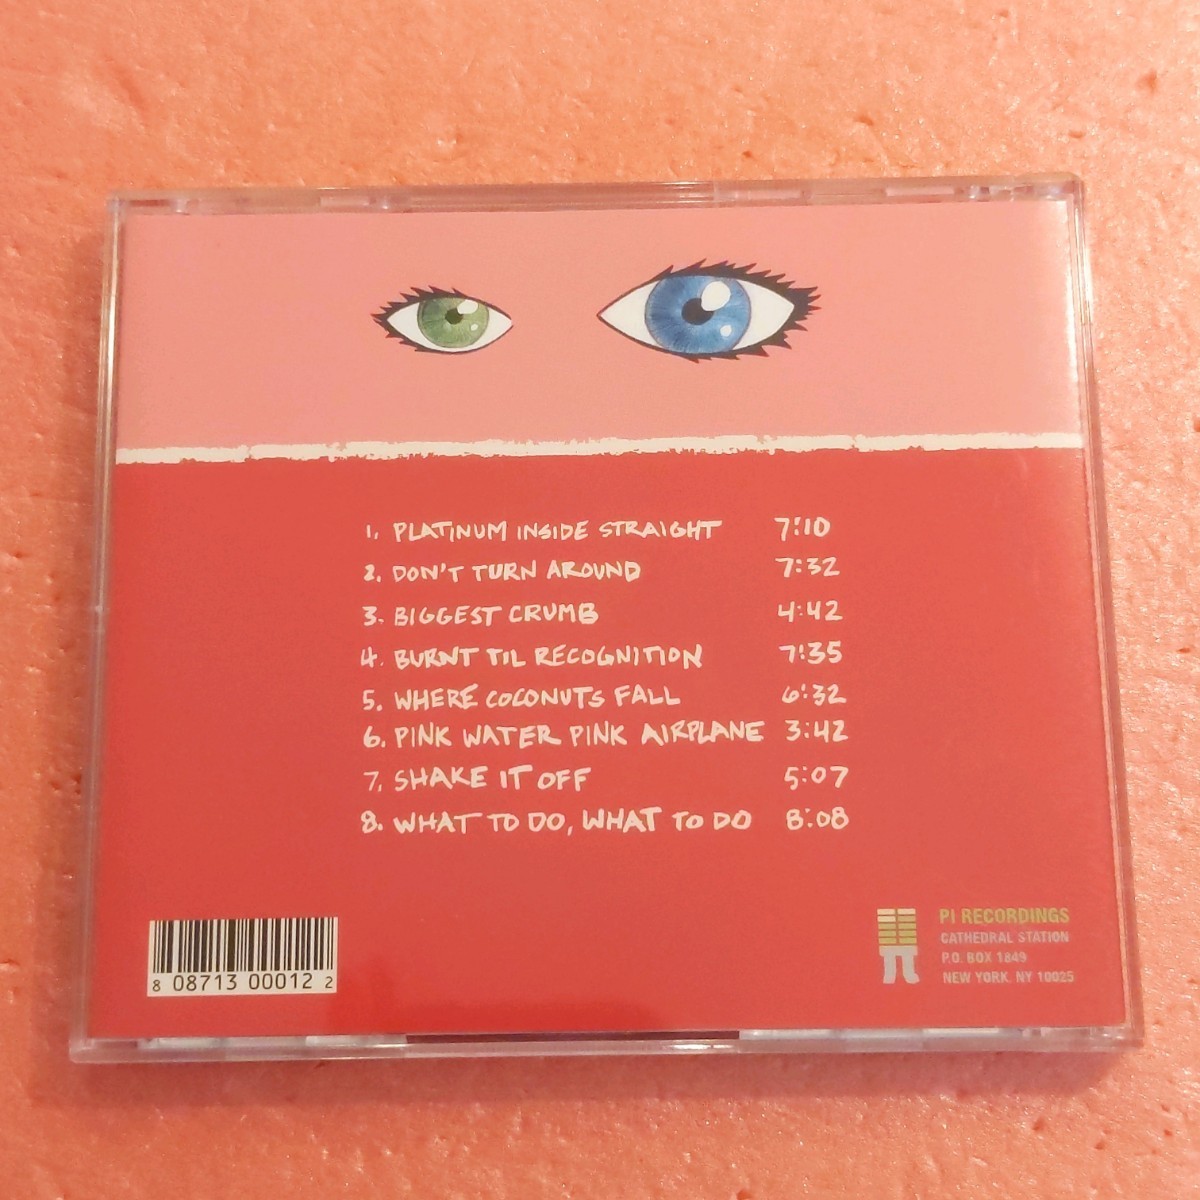 1. PLATINUM INSIDE STRAIGHT 7:10
2. DON'T TURN AROUND 7:32
3. BIGGEST CRUMB 4:42
4. BURNT TIL RECOGNITION 7:35
5. WHERE COCONUTS FALL 6:32
6. PINK WATER PINK AIRPLANE 3:42
7. SHAKE IT OFF 5:07
8. WHAT TO DO, WHAT TO DO 8:08
8 08713 00012 2
PI RECORDINGS
CATHEDRAL STATION
P.O. BOX 1849
NEW YORK, NY 10025